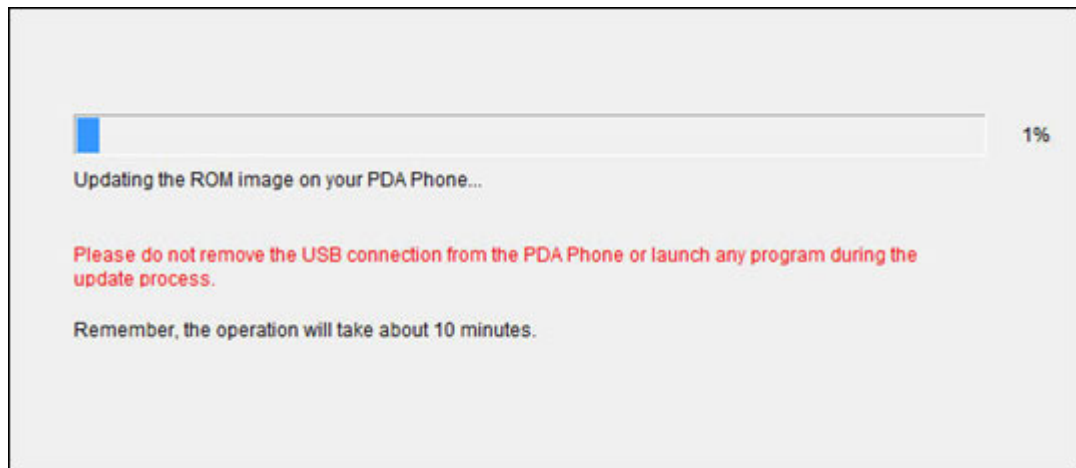 1%
Updating the ROM image on your PDA Phone...
Please do not remove the USB connection from the PDA Phone or launch any program during the
update process.
Remember, the operation will take about 10 minutes.